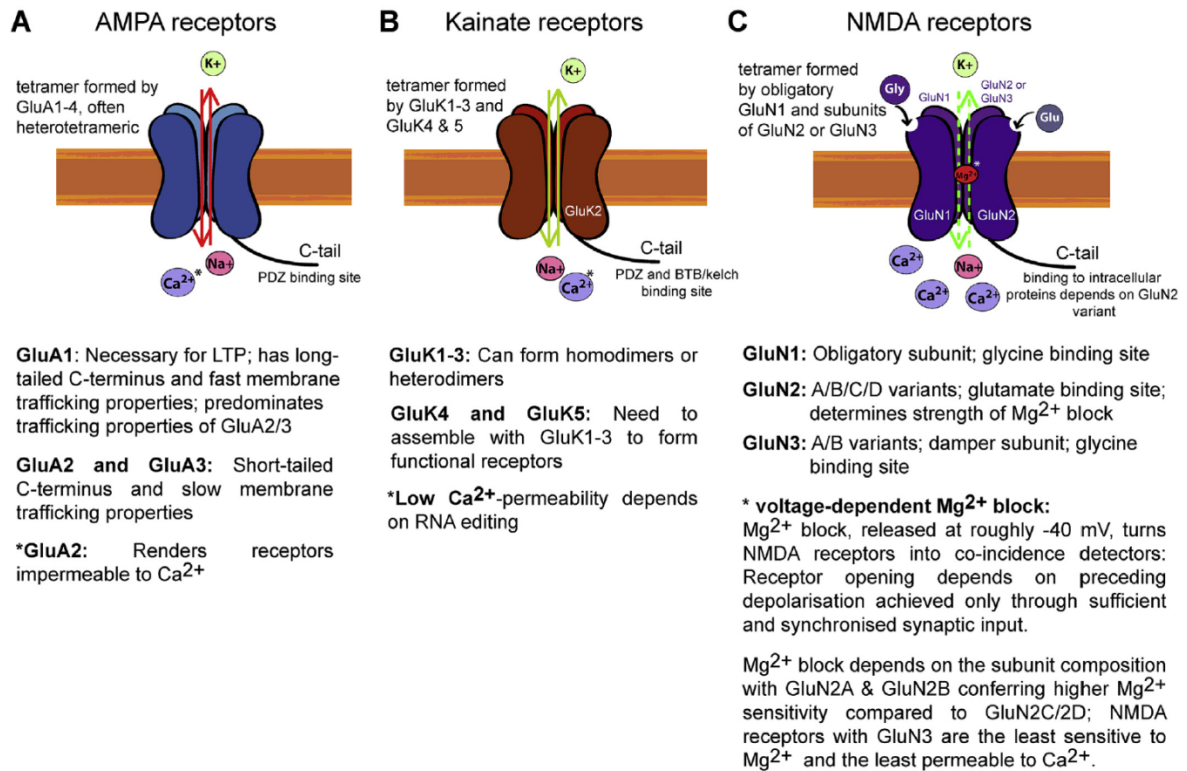 A AMPA receptors
K+
tetramer formed by
GluA1-4, often
heterotetrameric
Ca2+
*
Na+
C-tail
PDZ binding site
GluA1: Necessary for LTP; has long-
tailed C-terminus and fast membrane
trafficking properties; predominates
trafficking properties of GluA2/3
GluA2 and GluA3: Short-tailed
C-terminus and slow membrane
trafficking properties
*GluA2: Renders receptors
impermeable to Ca2+
B Kainate receptors
K+
tetramer formed
by GluK1-3 and
GluK4 & 5
GluK2
Na+
Ca2+
*
C-tail
PDZ and BTB/kelch
binding site
GluK1-3: Can form homodimers or
heterodimers
GluK4 and GluK5: Need to
assemble with GluK1-3 to form
functional receptors
*Low Ca2+-permeability depends
on RNA editing
C NMDA receptors
tetramer formed
by obligatory
GluN1 and subunits
of GluN2 or GluN3
K+
Gly
GluN1
GluN2 or
GluN3
Glu
Mg2+
*
GluN1
GluN2
Ca2+
Ca2+
Na+
Ca2+
C-tail
binding to intracellular
proteins depends on GluN2
variant
GluN1: Obligatory subunit; glycine binding site
GluN2: A/B/C/D variants; glutamate binding site;
determines strength of Mg2+ block
GluN3: A/B variants; damper subunit; glycine
binding site
* voltage-dependent Mg2+ block:
Mg2+ block, released at roughly -40 mV, turns
NMDA receptors into co-incidence detectors:
Receptor opening depends on preceding
depolarisation achieved only through sufficient
and synchronised synaptic input.
Mg2+ block depends on the subunit composition
with GluN2A & GluN2B conferring higher Mg2+
sensitivity compared to GluN2C/2D; NMDA
receptors with GluN3 are the least sensitive to
Mg2+ and the least permeable to Ca2+.